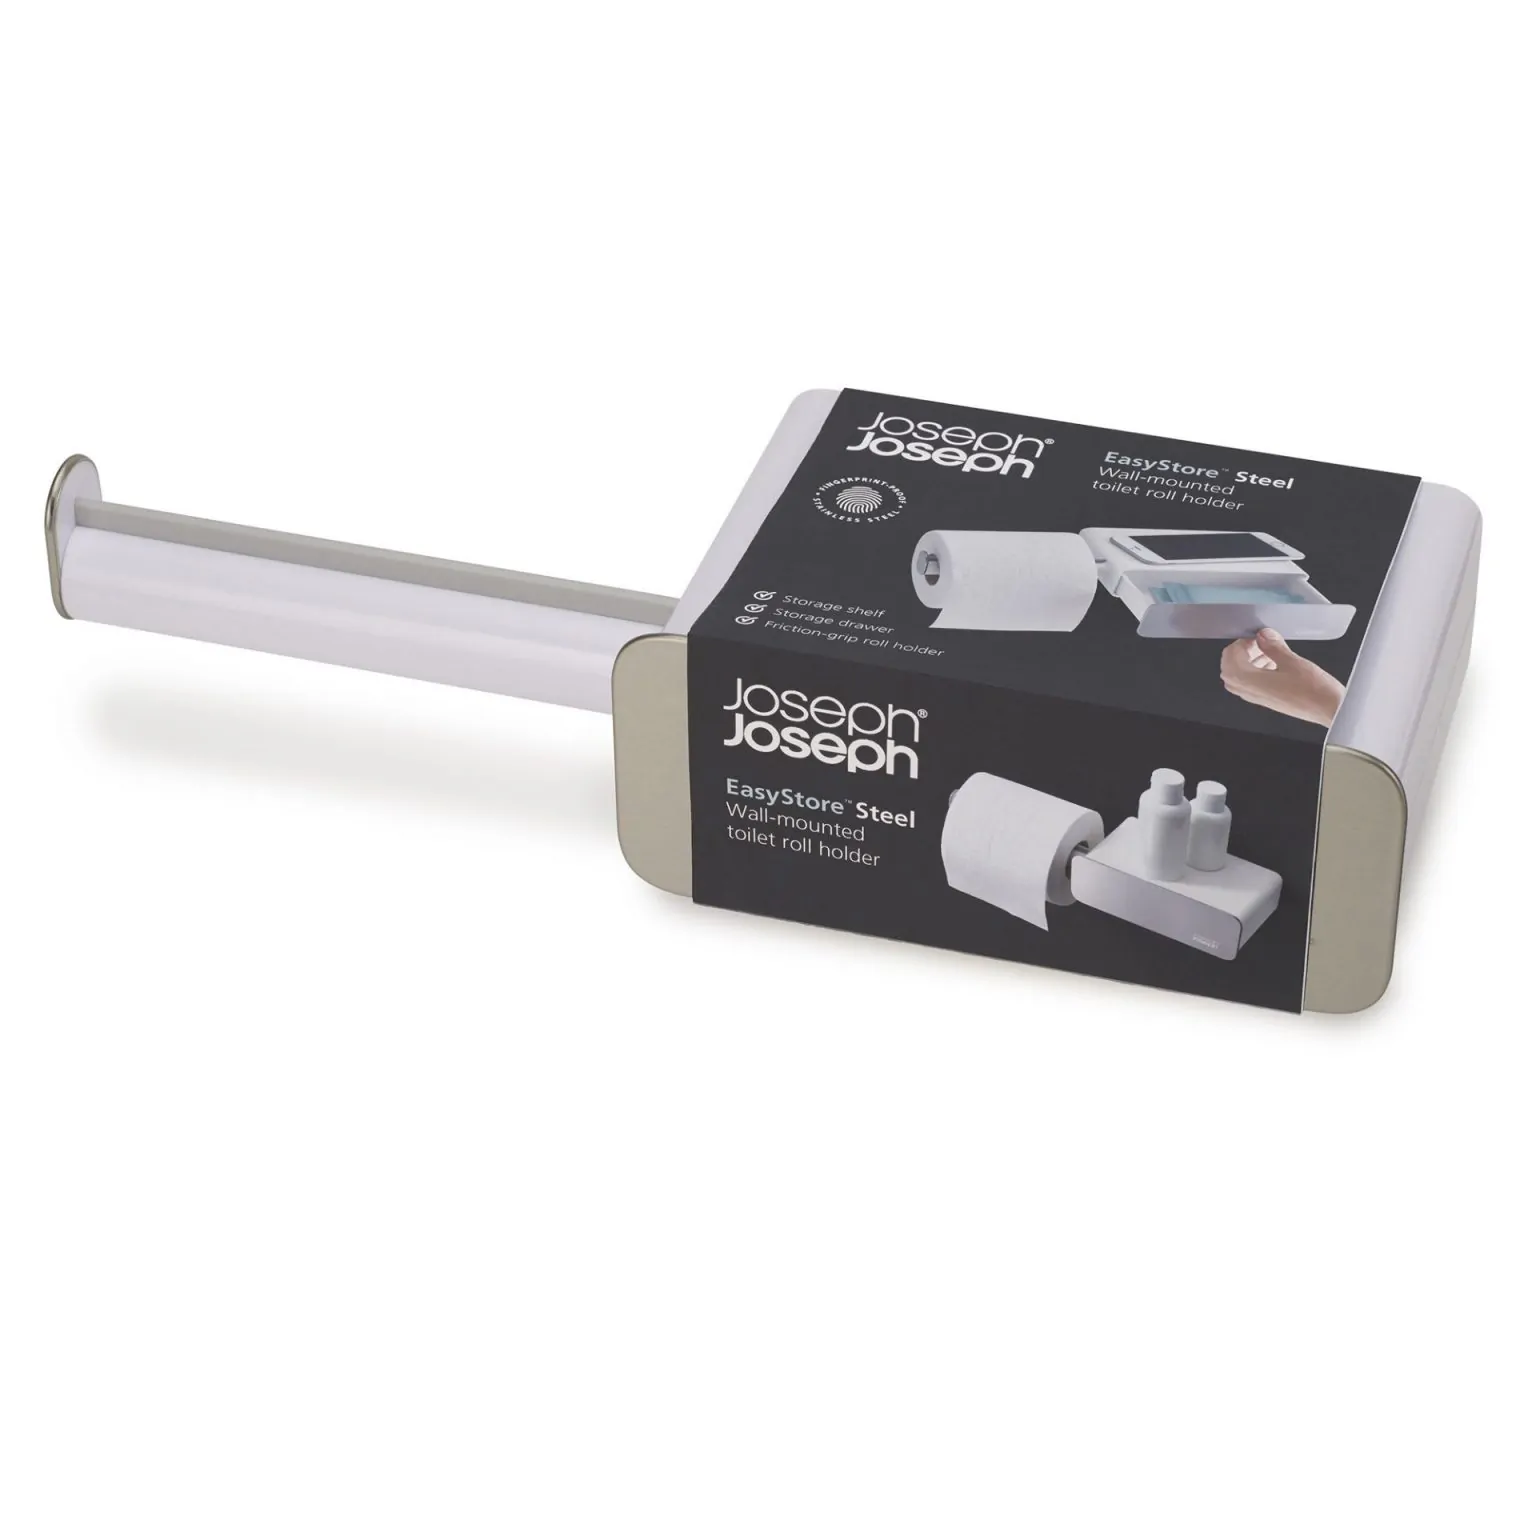 Joseph®
Joseph
EasyStore™ Steel
Wall-mounted
toilet roll holder
FINGERPRINT-PROOF
STAINLESS STEEL
Storage shelf
Storage drawer
Friction-grip roll holder
Joseph®
Joseph
EasyStore™ Steel
Wall-mounted
toilet roll holder